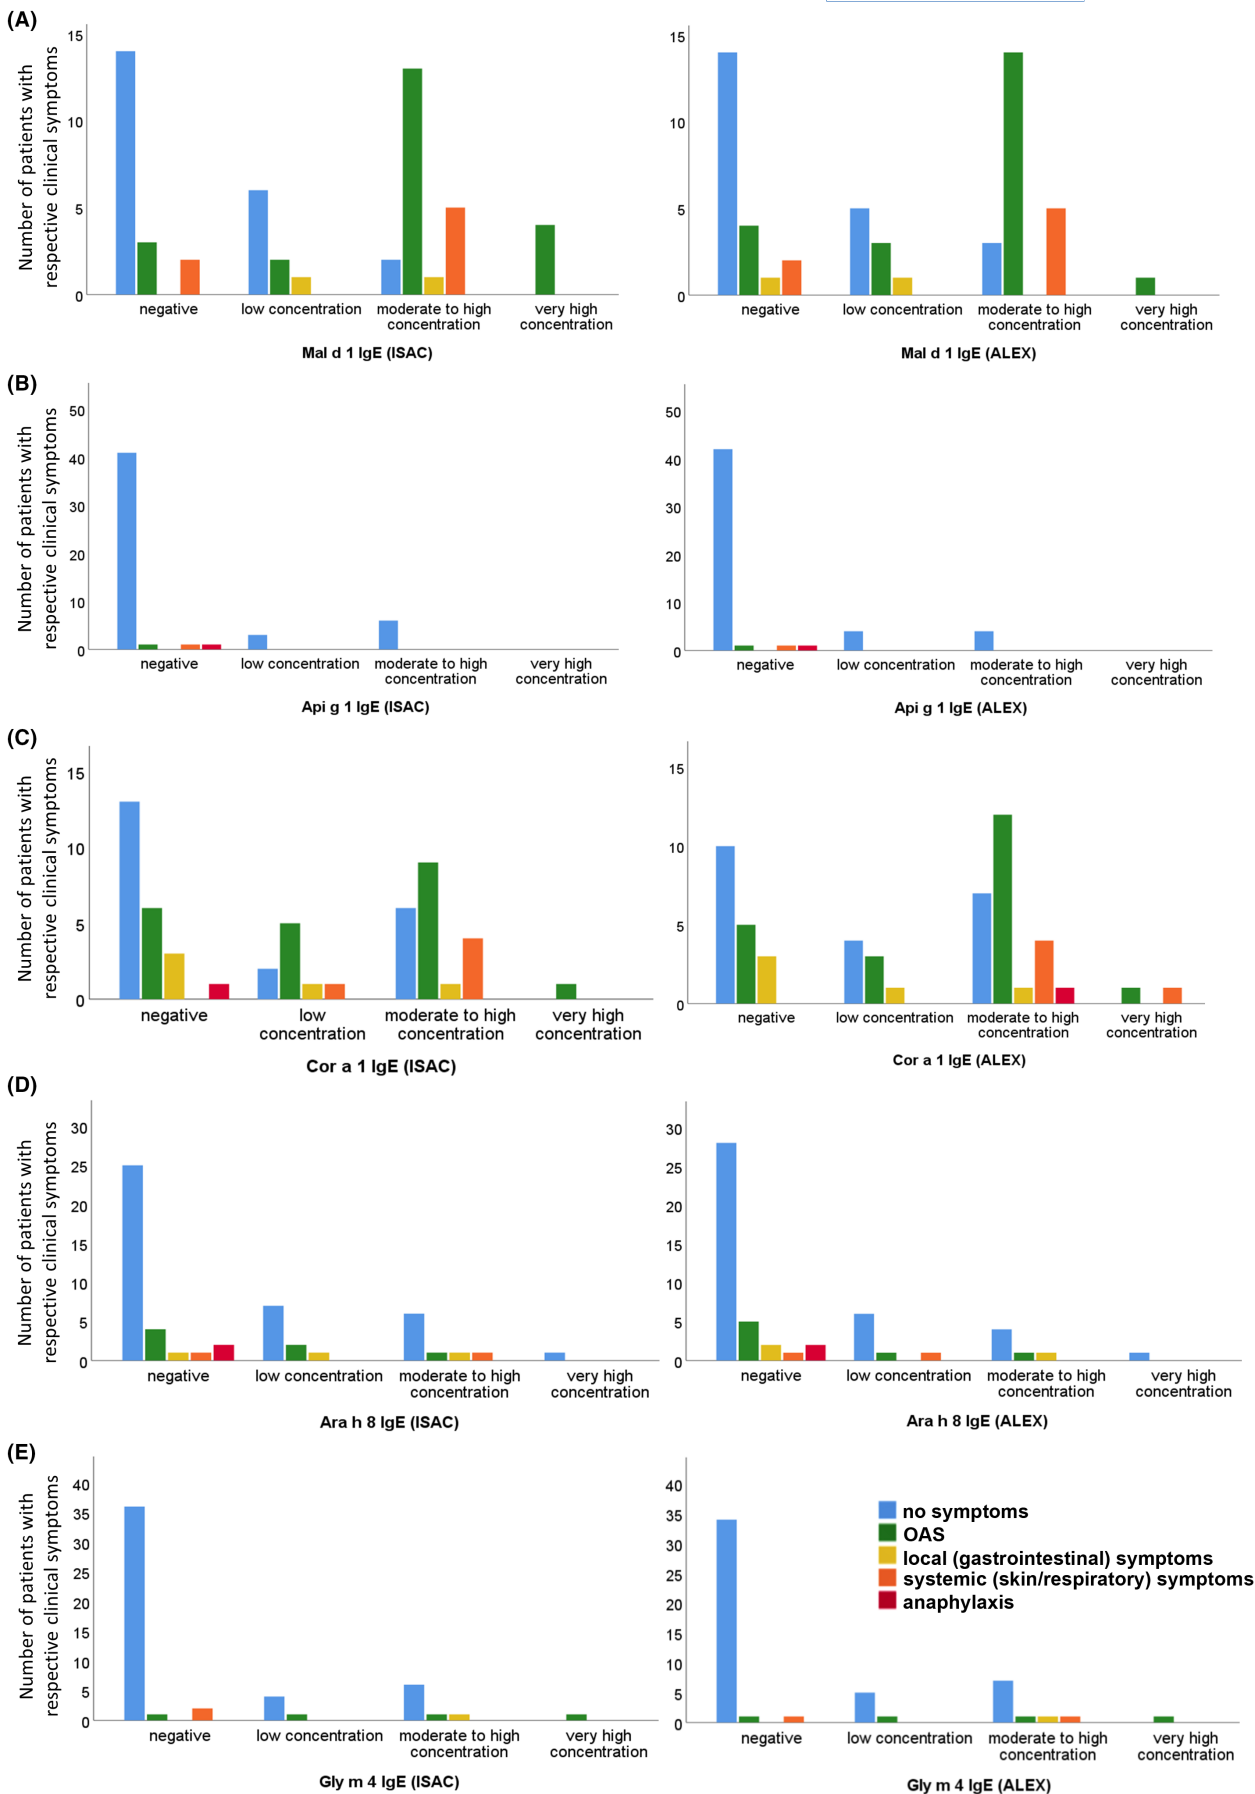 (A)
Number of patients with
respective clinical symptoms
15
10
5
0
negative
low concentration
moderate to high
concentration
very high
concentration
Mal d 1 IgE (ISAC)
15
10
5
0
negative
low concentration
moderate to high
concentration
very high
concentration
Mal d 1 IgE (ALEX)
(B)
Number of patients with
respective clinical symptoms
50
40
30
20
10
0
negative
low concentration
moderate to high
concentration
very high
concentration
Api g 1 IgE (ISAC)
50
40
30
20
10
0
negative
low concentration
moderate to high
concentration
very high
concentration
Api g 1 IgE (ALEX)
(C)
Number of patients with
respective clinical symptoms
15
10
5
0
negative
low
concentration
moderate to high
concentration
very high
concentration
Cor a 1 IgE (ISAC)
15
10
5
0
negative
low concentration
moderate to high
concentration
very high
concentration
Cor a 1 IgE (ALEX)
(D)
Number of patients with
respective clinical symptoms
30
25
20
15
10
5
0
negative
low concentration
moderate to high
concentration
very high
concentration
Ara h 8 IgE (ISAC)
30
25
20
15
10
5
0
negative
low concentration
moderate to high
concentration
very high
concentration
Ara h 8 IgE (ALEX)
(E)
Number of patients with
respective clinical symptoms
40
35
30
25
20
15
10
5
0
negative
low concentration
moderate to high
concentration
very high
concentration
Gly m 4 IgE (ISAC)
40
35
30
25
20
15
10
5
0
no symptoms
OAS
local (gastrointestinal) symptoms
systemic (skin/respiratory) symptoms
anaphylaxis
negative
low concentration
moderate to high
concentration
very high
concentration
Gly m 4 IgE (ALEX)